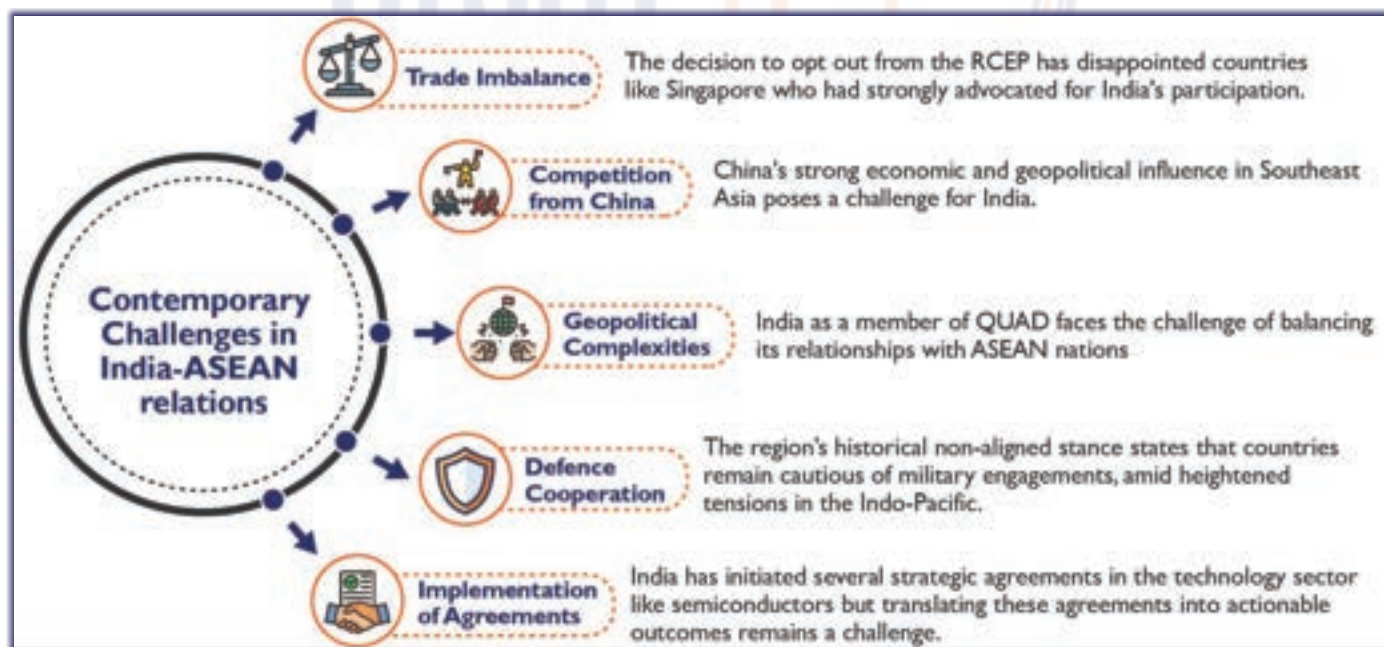 Contemporary
Challenges in
India-ASEAN
relations
Trade Imbalance
The decision to opt out from the RCEP has disappointed countries
like Singapore who had strongly advocated for India's participation.
Competition
from China
China's strong economic and geopolitical influence in Southeast
Asia poses a challenge for India.
Geopolitical
Complexities
India as a member of QUAD faces the challenge of balancing
its relationships with ASEAN nations
Defence
Cooperation
The region's historical non-aligned stance states that countries
remain cautious of military engagements, amid heightened
tensions in the Indo-Pacific.
Implementation
of Agreements
India has initiated several strategic agreements in the technology sector
like semiconductors but translating these agreements into actionable
outcomes remains a challenge.